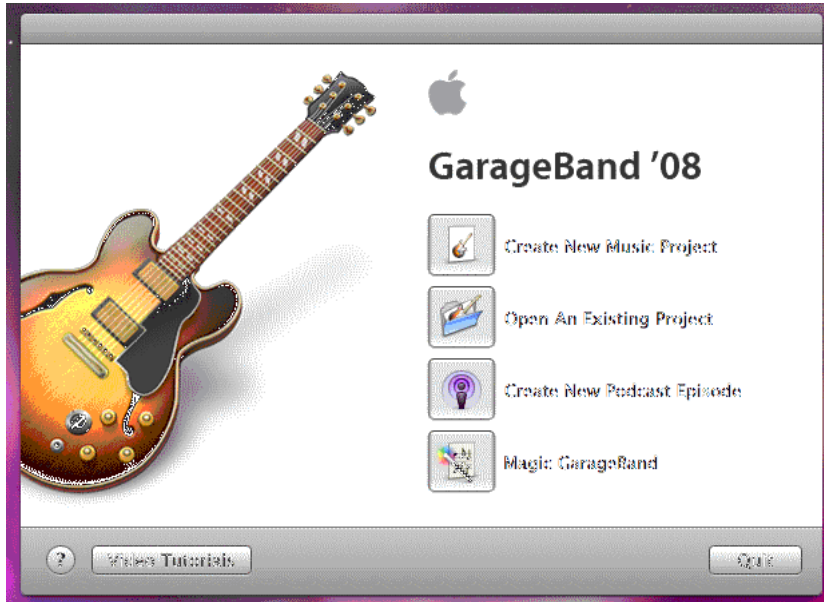 GarageBand ’08
Create New Music Project
Open An Existing Project
Create New Podcast Episode
Magic GarageBand
? Video Tutorials Quit